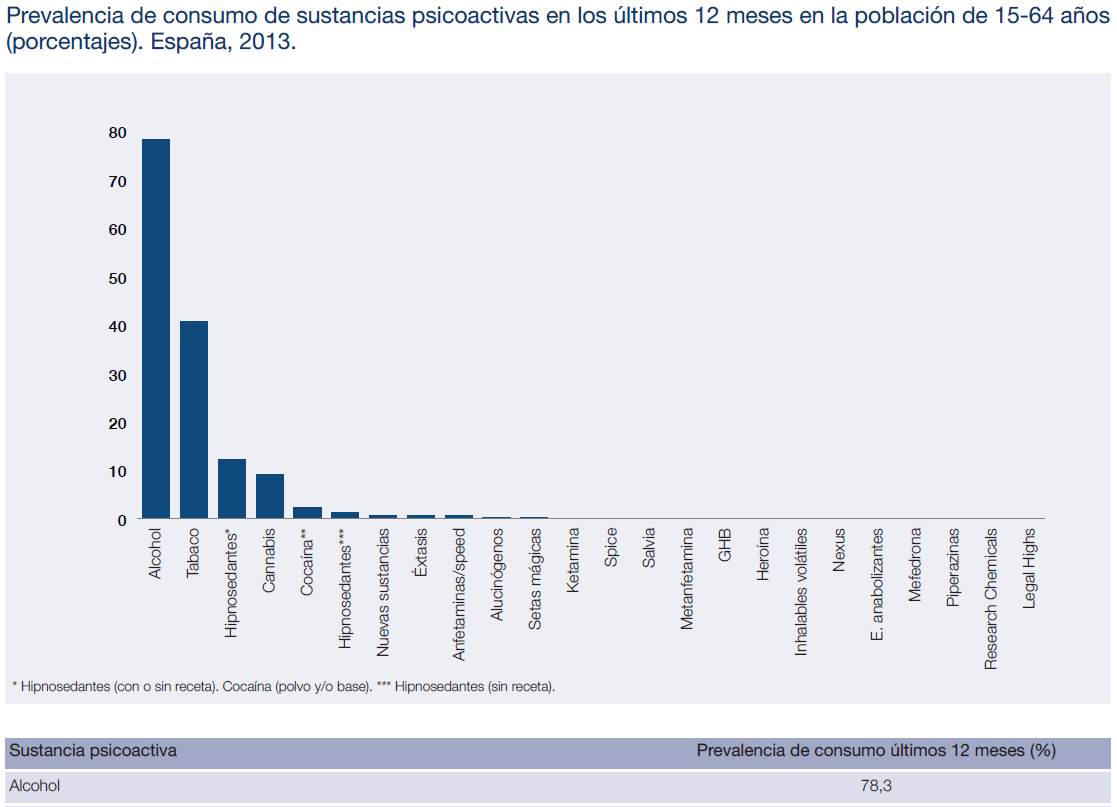 Prevalencia de consumo de sustancias psicoactivas en los últimos 12 meses en la población de 15-64 años
(porcentajes). España, 2013.
80
70
60
50
40
30
20
10
0
Alcohol
Tabaco
Hipnosedantes*
Cannabis
Cocaína**
Hipnosedantes***
Nuevas sustancias
Éxtasis
Anfetaminas/speed
Alucinógenos
Setas mágicas
Ketamina
Spice
Salvia
Metanfetamina
GHB
Heroína
Inhalables volátiles
Nexus
E. anabolizantes
Mefedrona
Piperazinas
Research Chemicals
Legal Highs
* Hipnosedantes (con o sin receta). Cocaína (polvo y/o base). *** Hipnosedantes (sin receta).
Sustancia psicoactiva Prevalencia de consumo últimos 12 meses (%)
Alcohol 78,3